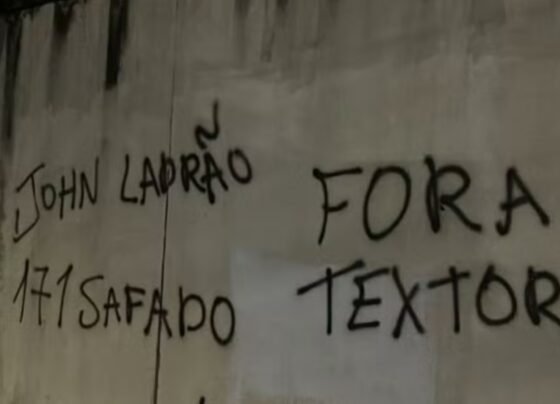 JOHN LADRÃO
171 SAFADO
FORA
TEXTOR